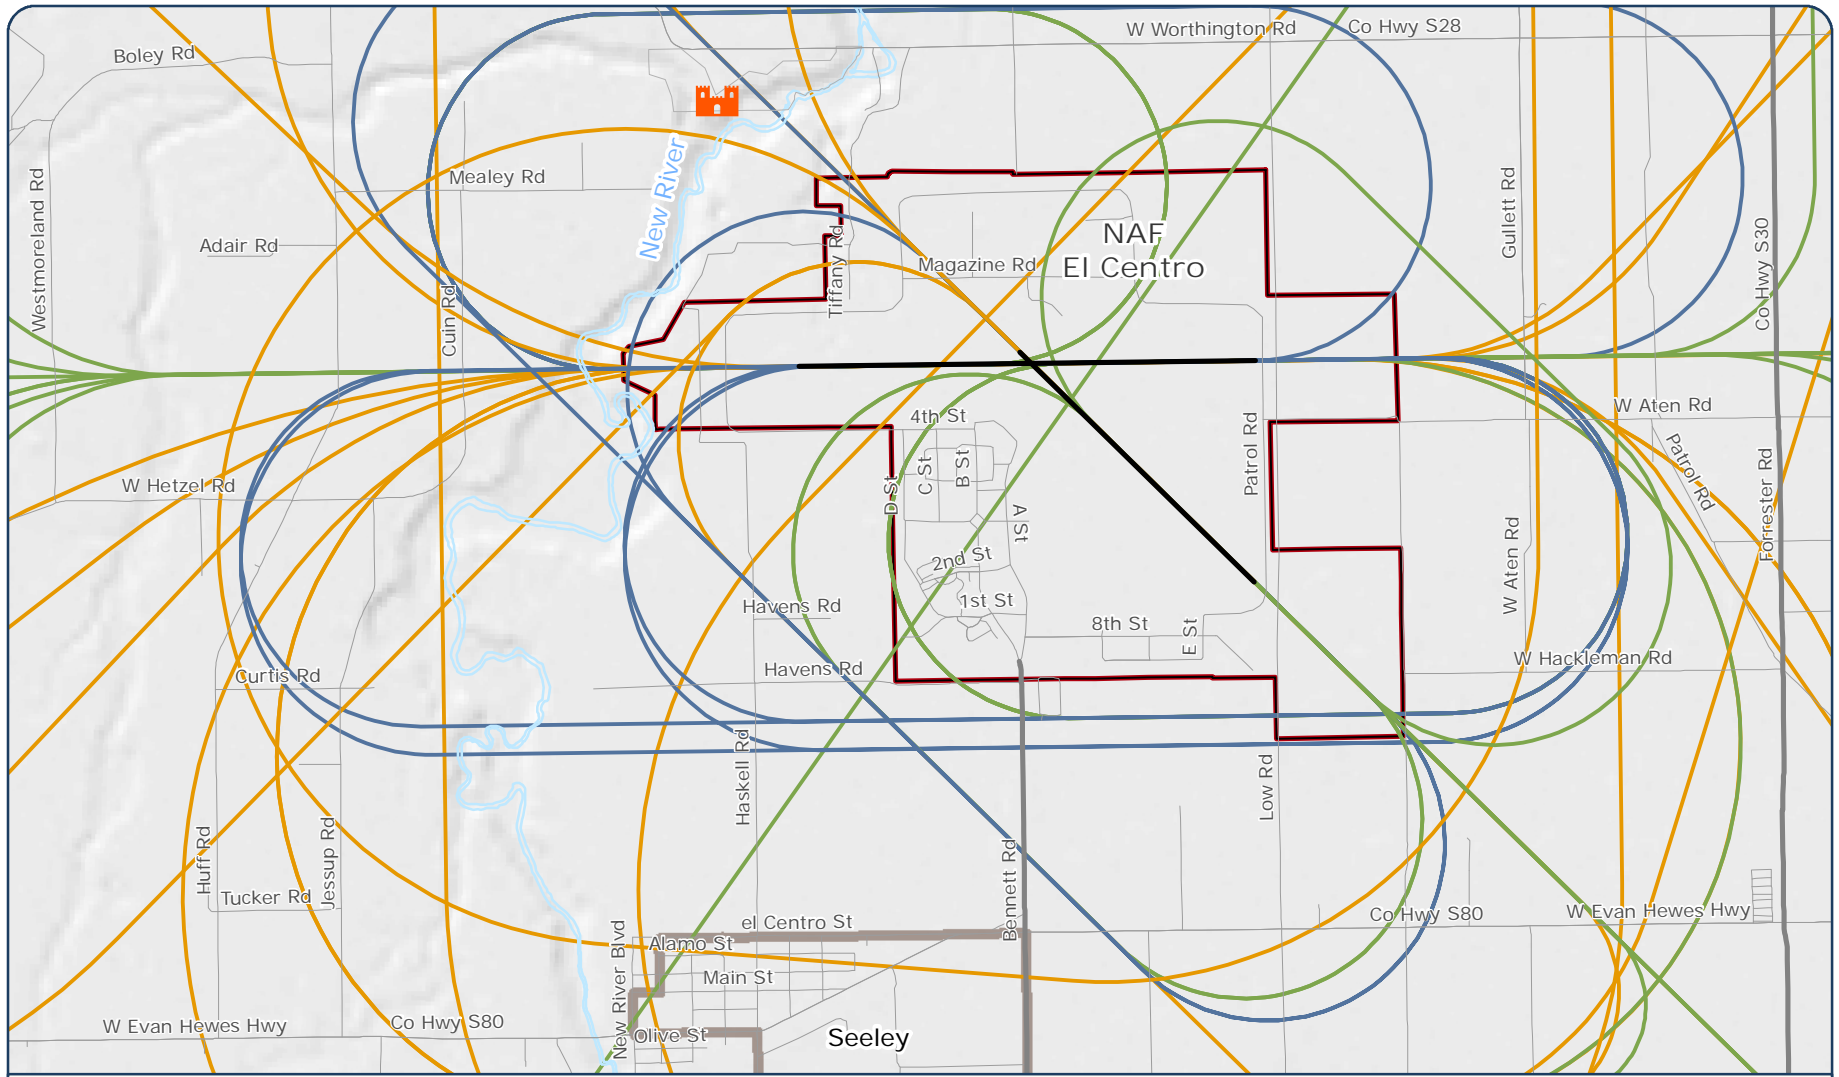 W Worthington Rd
Co Hwy S28
Boley Rd
Mealey Rd
New River
Westmoreland Rd
Adair Rd
Cuin Rd
Tiffany Rd
NAF
El Centro
Magazine Rd
Gullett Rd
Co Hwy S30
W Hetzel Rd
4th St
D St
C St
B St
A St
2nd St
1st St
8th St
E St
Patrol Rd
W Aten Rd
Patrol Rd
Forrester Rd
W Aten Rd
Havens Rd
Havens Rd
W Hackleman Rd
Curtis Rd
Haskell Rd
Low Rd
Huff Rd
Jessup Rd
Tucker Rd
Bennett Rd
el Centro St
Alamo St
Main St
New River Blvd
Olive St
Co Hwy S80
W Evan Hewes Hwy
W Evan Hewes Hwy
Co Hwy S80
Seeley